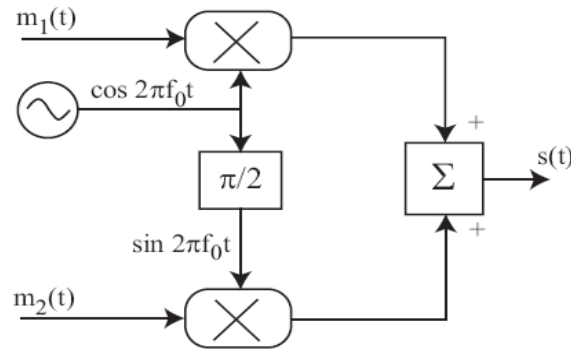 m₁(t)
cos 2πf₀t
+
π/2
Σ
s(t)
sin 2πf₀t
+
m₂(t)